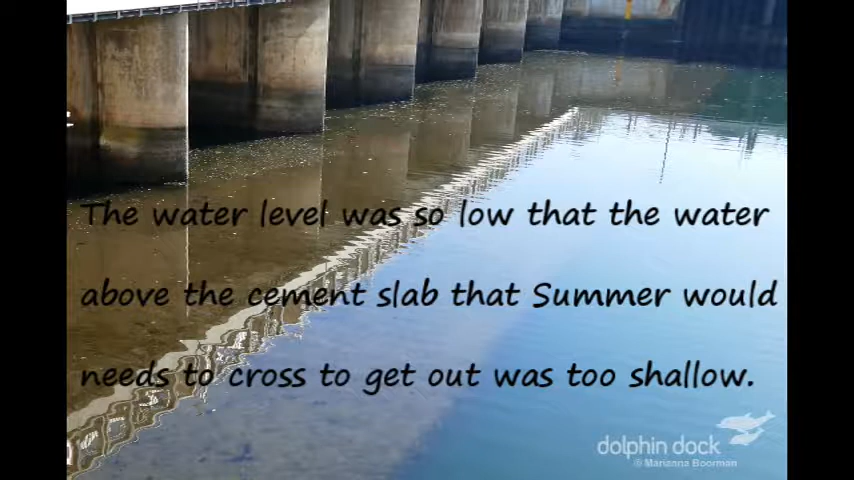 The water level was so low that the water
above the cement slab that Summer would
needs to cross to get out was too shallow.
dolphin dock
© Marizana Boorman